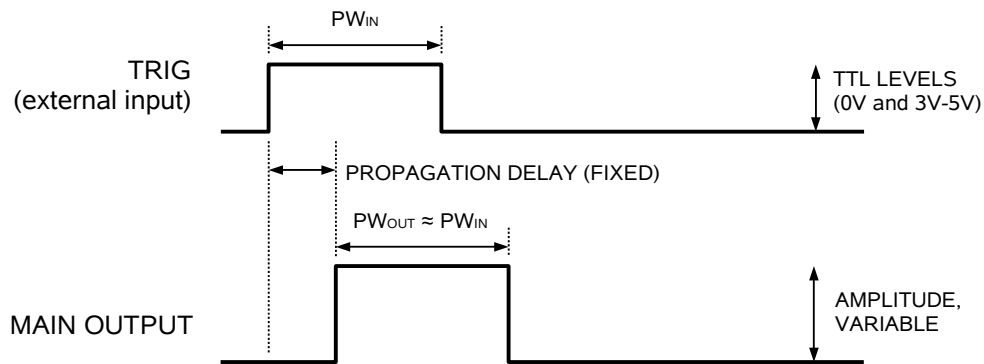 PWIN
TRIG
(external input)
TTL LEVELS
(0V and 3V-5V)
PROPAGATION DELAY (FIXED)
PWOUT ≈ PWIN
MAIN OUTPUT
AMPLITUDE,
VARIABLE